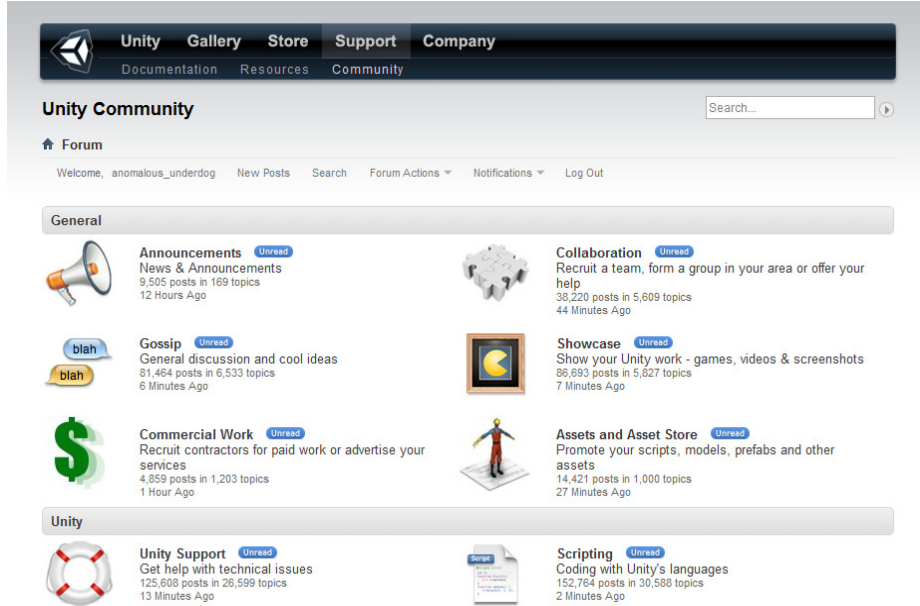 Unity Gallery Store Support Company
Documentation Resources Community
Unity Community
Search...
Forum
Welcome, anomalous_underdog New Posts Search Forum Actions Notifications Log Out
General
Announcements Unread
News & Announcements
9,505 posts in 169 topics
12 Hours Ago
Collaboration Unread
Recruit a team, form a group in your area or offer your
help
38,220 posts in 5,609 topics
44 Minutes Ago
blah
blah
Gossip Unread
General discussion and cool ideas
81,464 posts in 6,533 topics
6 Minutes Ago
Showcase Unread
Show your Unity work - games, videos & screenshots
86,693 posts in 5,827 topics
7 Minutes Ago
$
Commercial Work Unread
Recruit contractors for paid work or advertise your
services
4,859 posts in 1,203 topics
1 Hour Ago
Assets and Asset Store Unread
Promote your scripts, models, prefabs and other
assets
14,421 posts in 1,000 topics
27 Minutes Ago
Unity
Unity Support Unread
Get help with technical issues
125,608 posts in 26,599 topics
13 Minutes Ago
Script
Scripting Unread
Coding with Unity's languages
152,764 posts in 30,588 topics
2 Minutes Ago